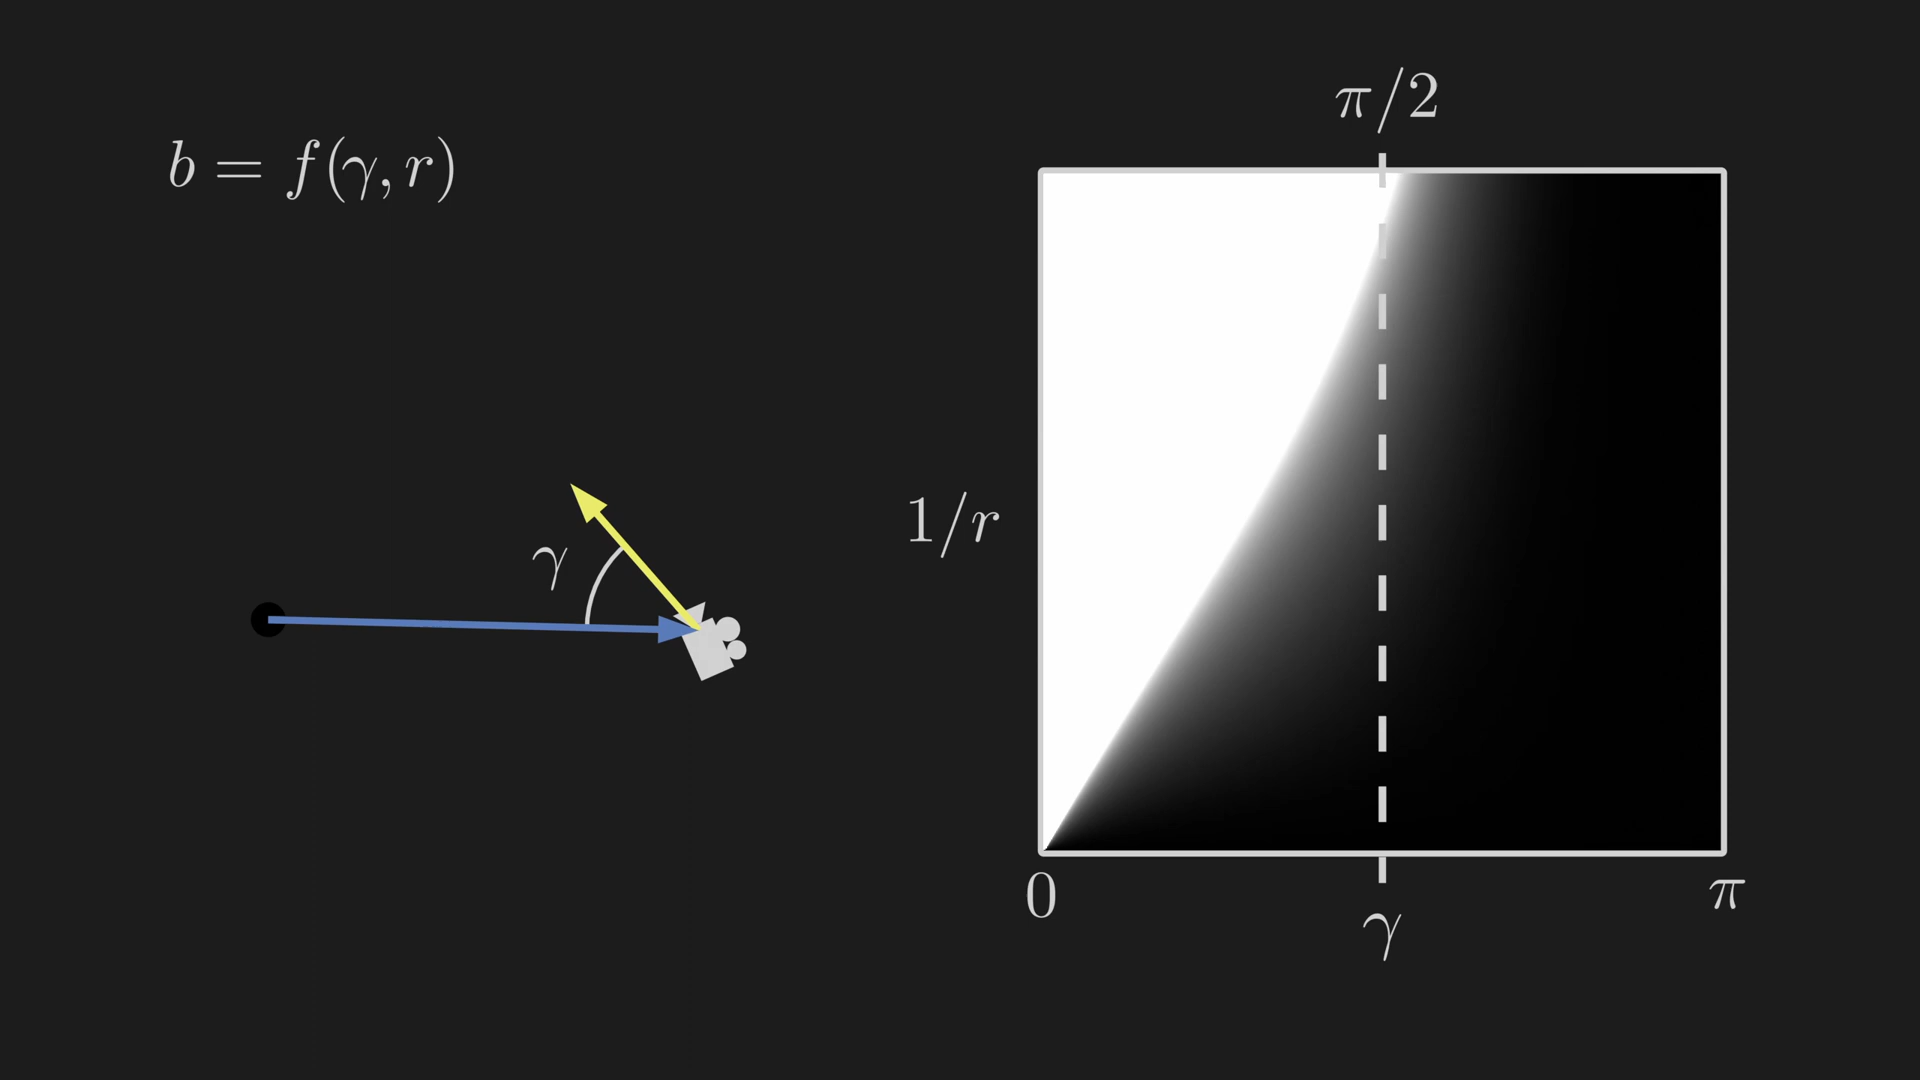 b = f(γ, r)
π/2
γ
1/r
0
π
γ